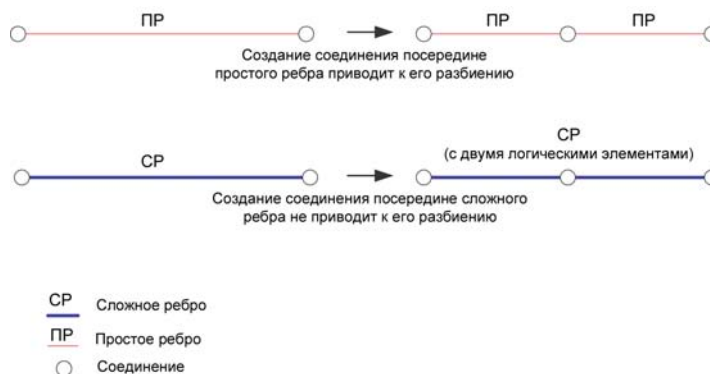 ПР
ПР
ПР
Создание соединения посередине
простого ребра приводит к его разбиению
СР
СР
(с двумя логическими элементами)
Создание соединения посередине сложного
ребра не приводит к его разбиению
СР Сложное ребро
ПР Простое ребро
Соединение